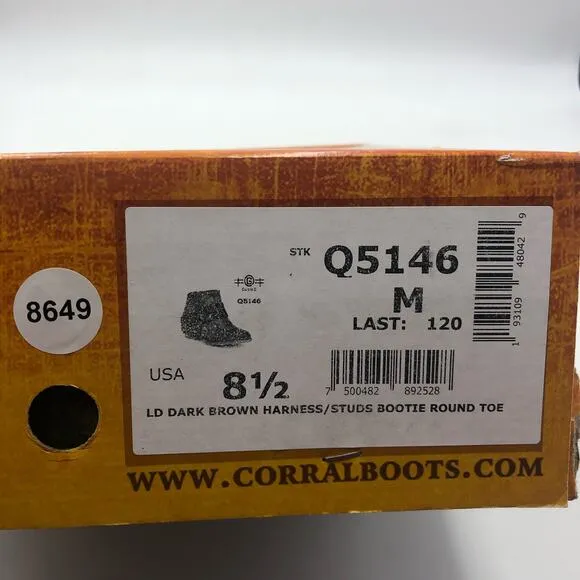 8649
STK Q5146
M
LAST: 120
Q5146
USA 8½
7 500482 892528
1 93109 48042 9
LD DARK BROWN HARNESS/STUDS BOOTIE ROUND TOE
WWW.CORRALBOOTS.COM